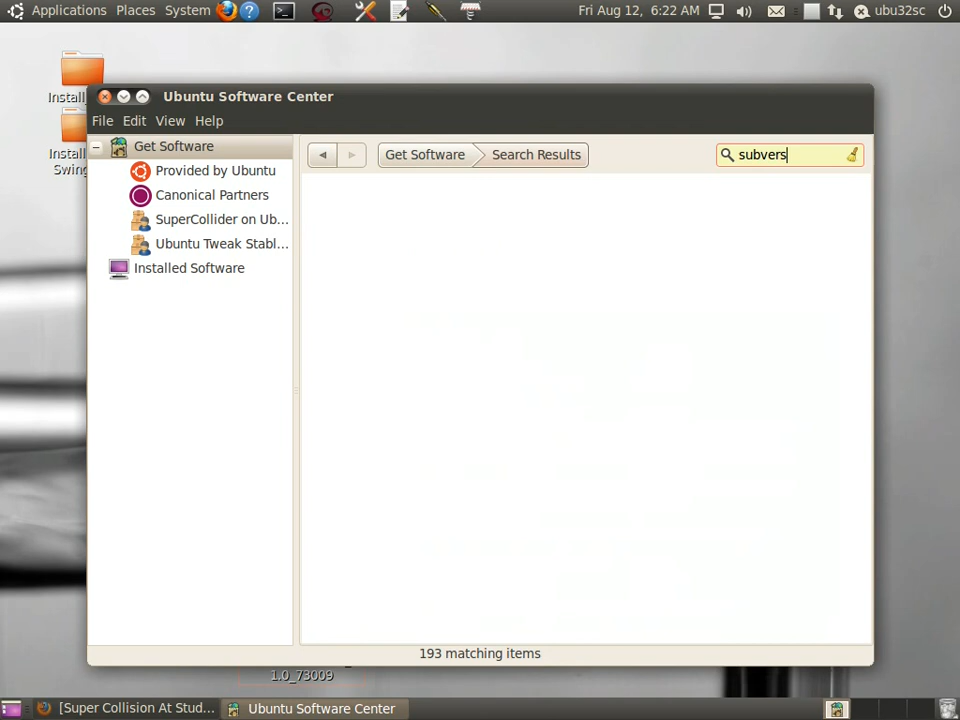 Applications Places System Fri Aug 12, 6:22 AM ubu32sc
Install
Install
Swing
Ubuntu Software Center
File Edit View Help
Get Software
Provided by Ubuntu
Canonical Partners
SuperCollider on Ub...
Ubuntu Tweak Stabl...
Installed Software
Get Software Search Results subvers
193 matching items
1.0_73009
[Super Collision At Stud... Ubuntu Software Center